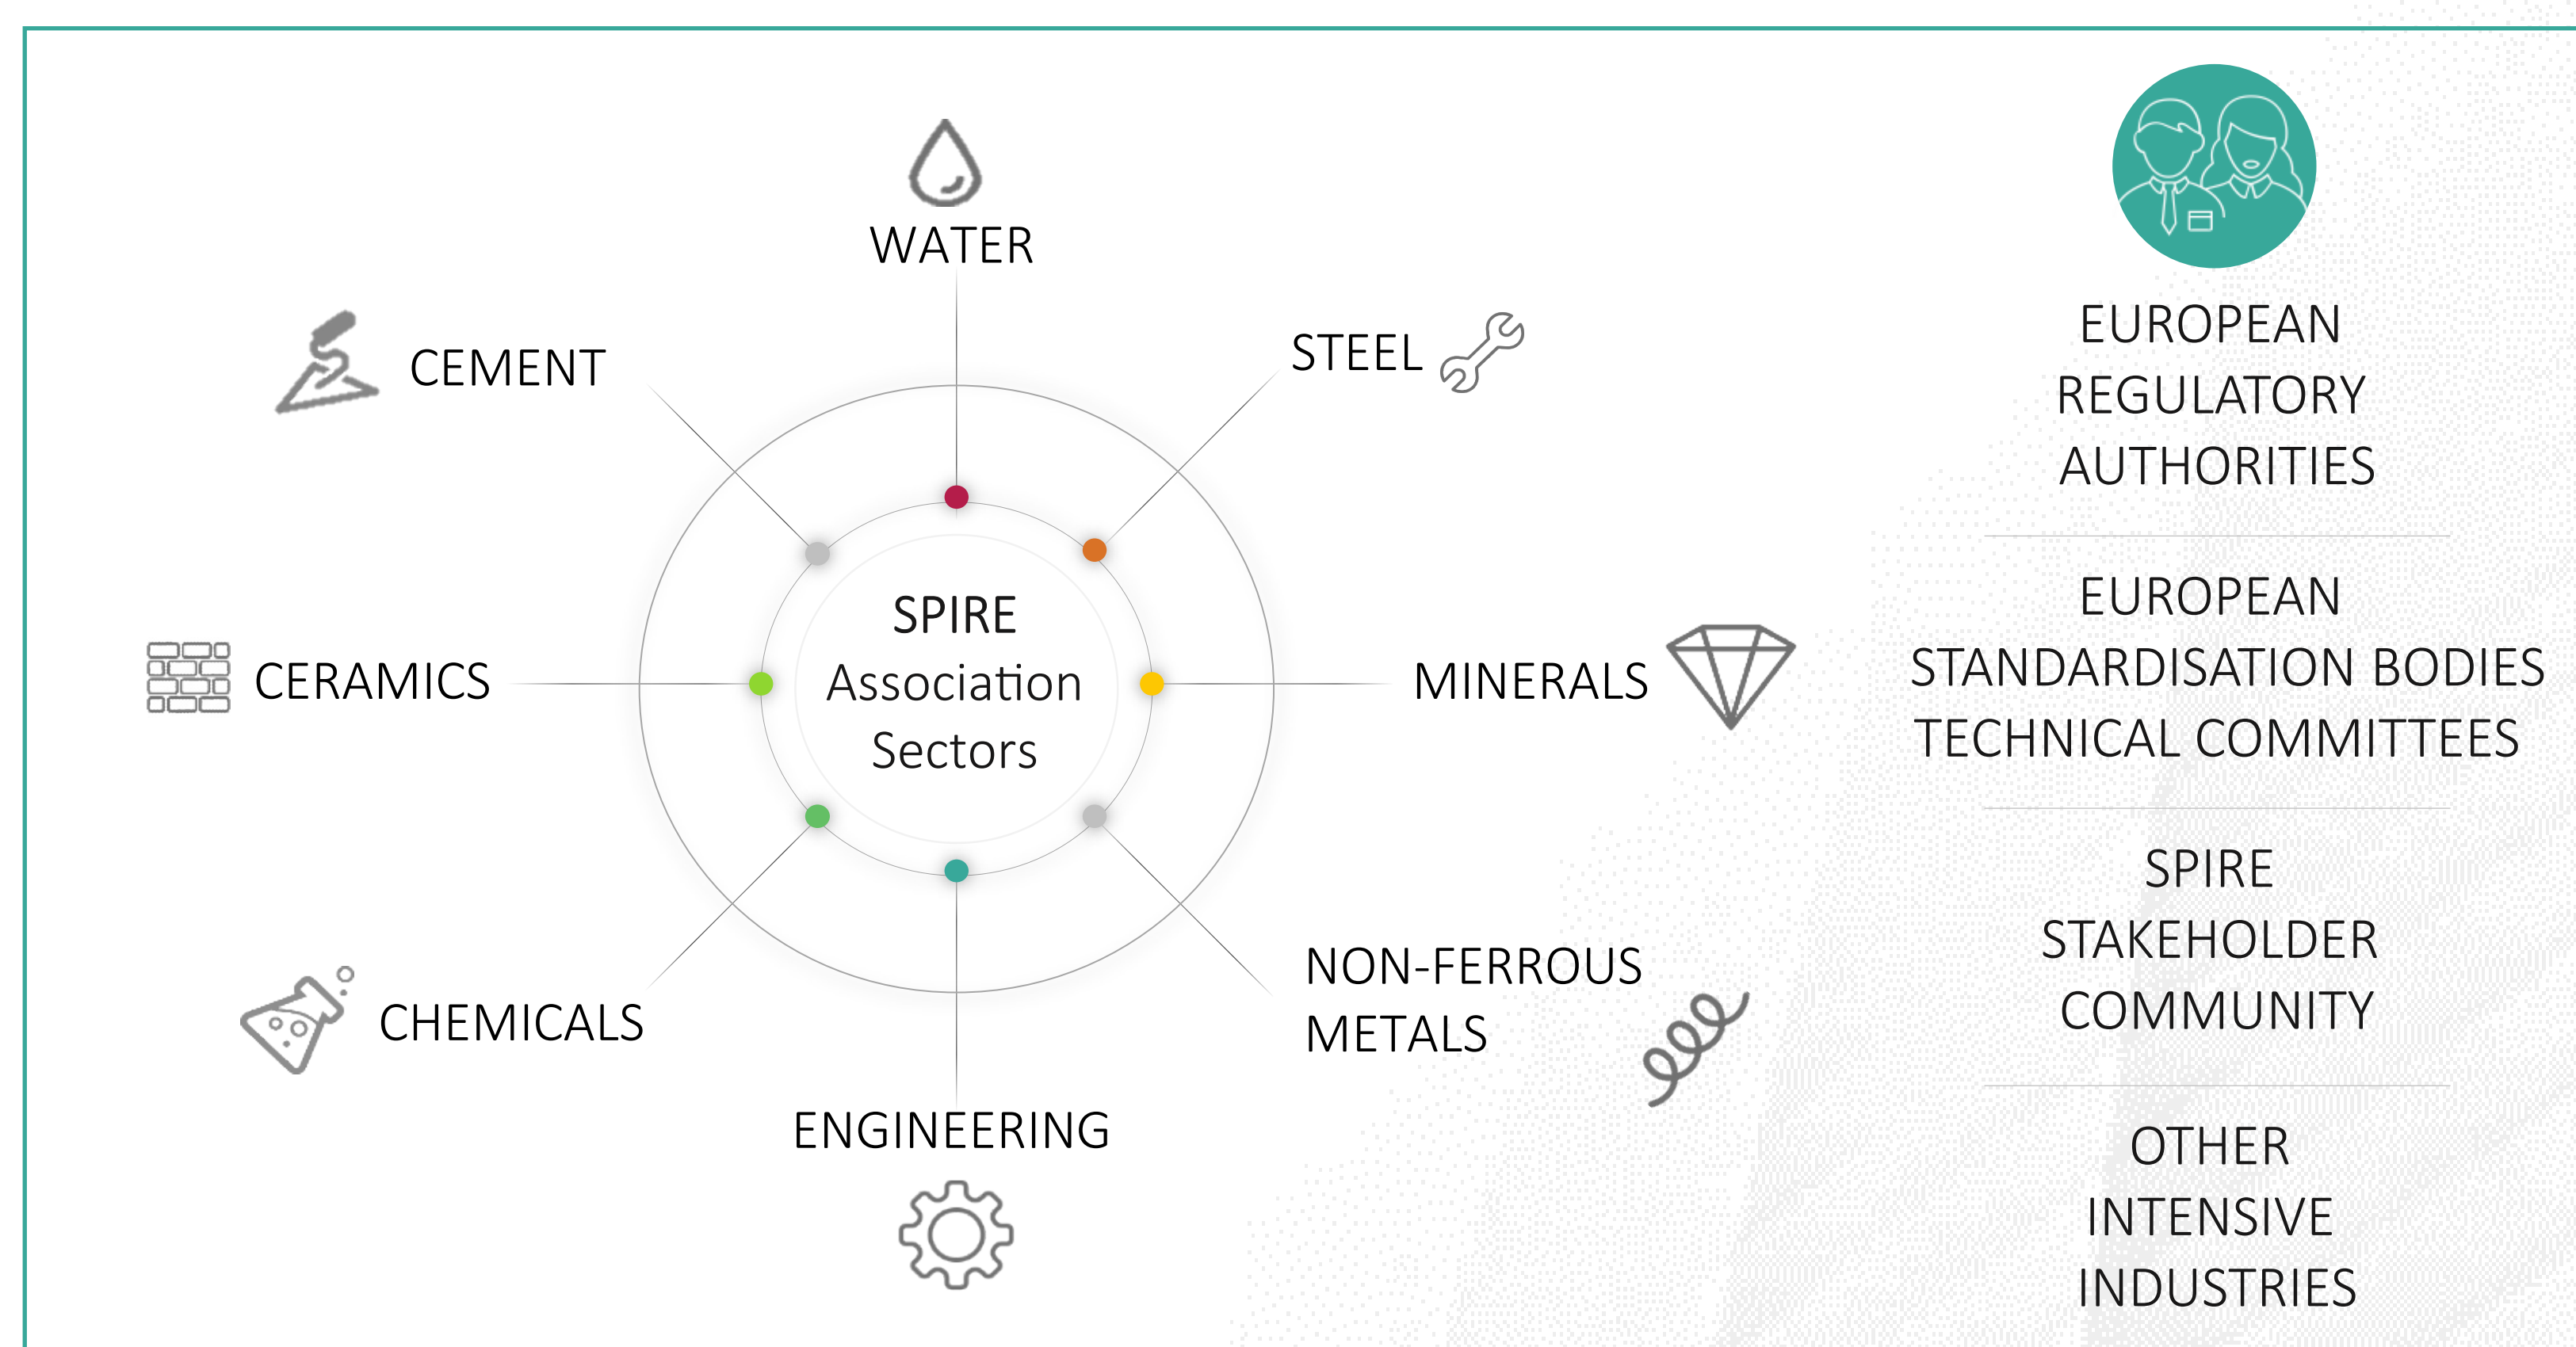 WATER
STEEL
CEMENT
SPIRE
Association
Sectors
CERAMICS
MINERALS
CHEMICALS
NON-FERROUS
METALS
ENGINEERING
EUROPEAN
REGULATORY
AUTHORITIES
EUROPEAN
STANDARDISATION BODIES
TECHNICAL COMMITTEES
SPIRE
STAKEHOLDER
COMMUNITY
OTHER
INTENSIVE
INDUSTRIES